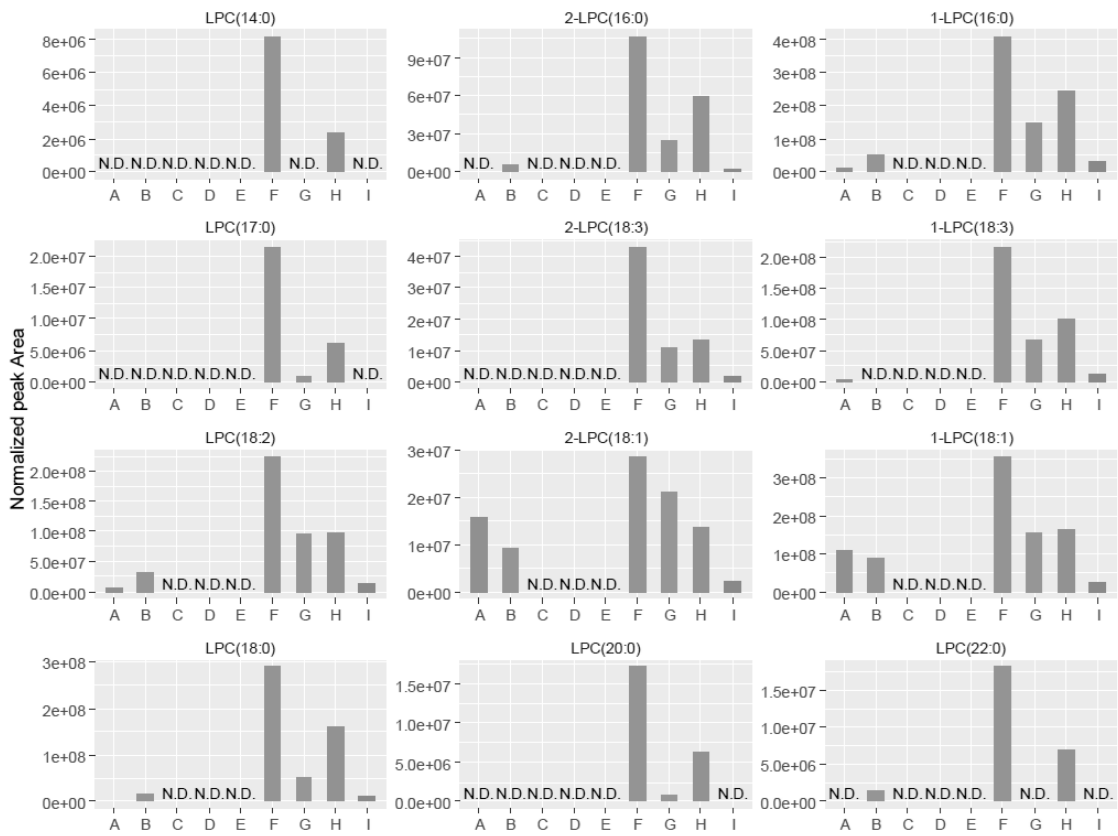 LPC(14:0) 2-LPC(16:0) 1-LPC(16:0)
8e+06 9e+07 4e+08
6e+06 6e+07 3e+08
4e+06 3e+07 2e+08
2e+06 0e+00 1e+08
0e+00 0e+00
N.D. N.D. N.D. N.D. N.D. N.D. N.D. N.D. N.D. N.D. N.D. N.D. N.D. N.D.
A B C D E F G H I A B C D E F G H I A B C D E F G H I
LPC(17:0) 2-LPC(18:3) 1-LPC(18:3)
2.0e+07 4e+07 2.0e+08
1.5e+07 3e+07 1.5e+08
1.0e+07 2e+07 1.0e+08
5.0e+06 1e+07 5.0e+07
0.0e+00 0e+00 0.0e+00
N.D. N.D. N.D. N.D. N.D. N.D. N.D. N.D. N.D. N.D. N.D. N.D. N.D. N.D. N.D.
A B C D E F G H I A B C D E F G H I A B C D E F G H I
Normalized peak Area
LPC(18:2) 2-LPC(18:1) 1-LPC(18:1)
2.0e+08 3e+07 3e+08
1.5e+08 2e+07 2e+08
1.0e+08 1e+07 1e+08
5.0e+07 0e+00 0e+00
0.0e+00
N.D. N.D. N.D. N.D. N.D. N.D. N.D. N.D. N.D.
A B C D E F G H I A B C D E F G H I A B C D E F G H I
LPC(18:0) LPC(20:0) LPC(22:0)
3e+08 1.5e+07 1.5e+07
2e+08 1.0e+07 1.0e+07
1e+08 5.0e+06 5.0e+06
0e+00 0.0e+00 0.0e+00
N.D. N.D. N.D. N.D. N.D. N.D. N.D. N.D. N.D. N.D. N.D. N.D. N.D. N.D. N.D.
A B C D E F G H I A B C D E F G H I A B C D E F G H I